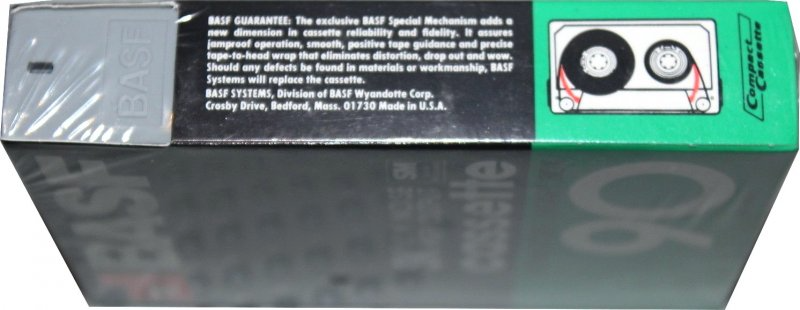 BASF
BASF GUARANTEE: The exclusive BASF Special Mechanism adds a
new dimension in cassette reliability and fidelity. It assures
jamproof operation, smooth, positive tape guidance and precise
tape-to-head wrap that eliminates distortion, drop out and wow.
Should any defects be found in materials or workmanship, BASF
Systems will replace the cassette.
BASF SYSTEMS, Division of BASF Wyandotte Corp.
Crosby Drive, Bedford, Mass. 01730 Made in U.S.A.
Compact
Cassette
BASF
cassette
90